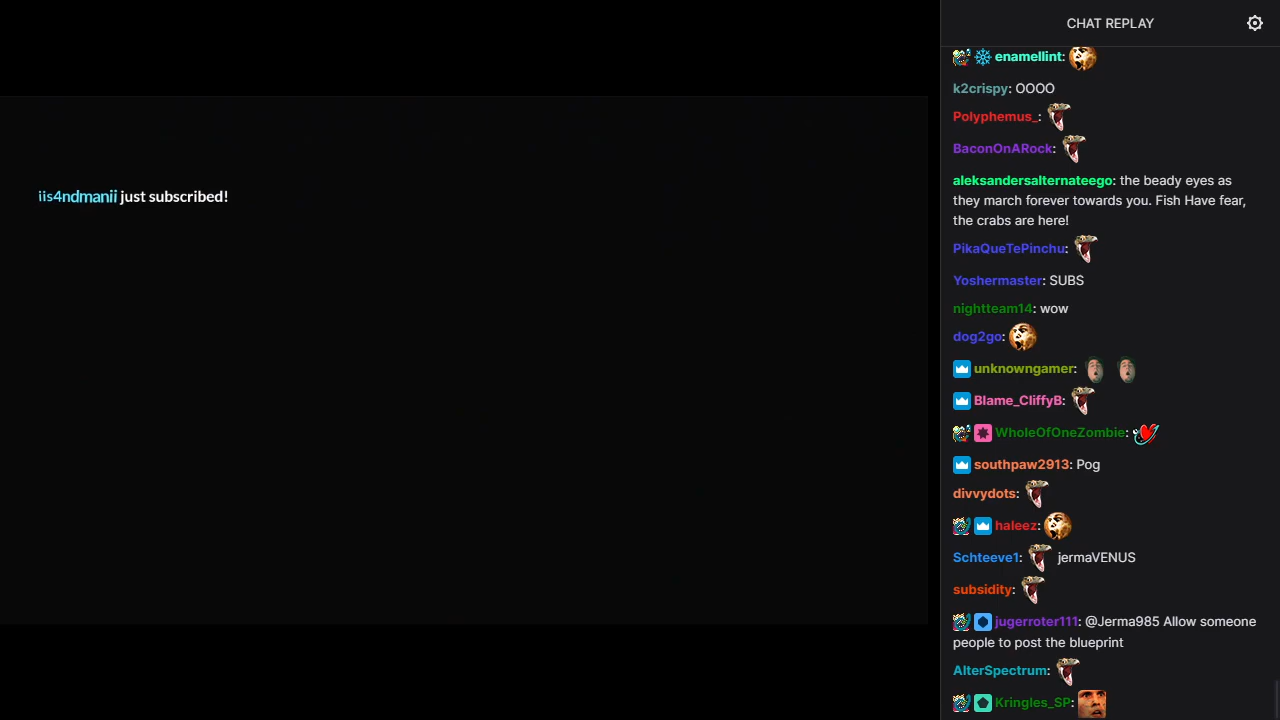 CHAT REPLAY
iis4ndmanii just subscribed!
enamellint:
k2crispy: OOOO
Polyphemus_:
BaconOnARock:
aleksandersalternateego: the beady eyes as
they march forever towards you. Fish Have fear,
the crabs are here!
PikaQueTePinchu:
Yoshermaster: SUBS
nightteam14: wow
dog2go:
unknowngamer:
Blame_CliffyB:
WholeOfOneZombie:
southpaw2913: Pog
divvydots:
haleez:
Schteeve1: jermaVENUS
subsidity:
jugerroter111: @Jerma985 Allow someone
people to post the blueprint
AlterSpectrum:
Kringles_SP: